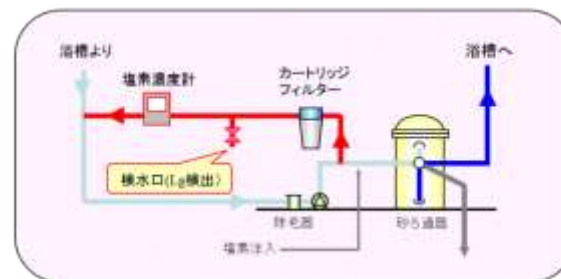 浴槽より
浴槽へ
塩素濃度計
カートリッジ
フィルター
検水口(Lg検出)
除毛器
砂ろ過器
塩素注入